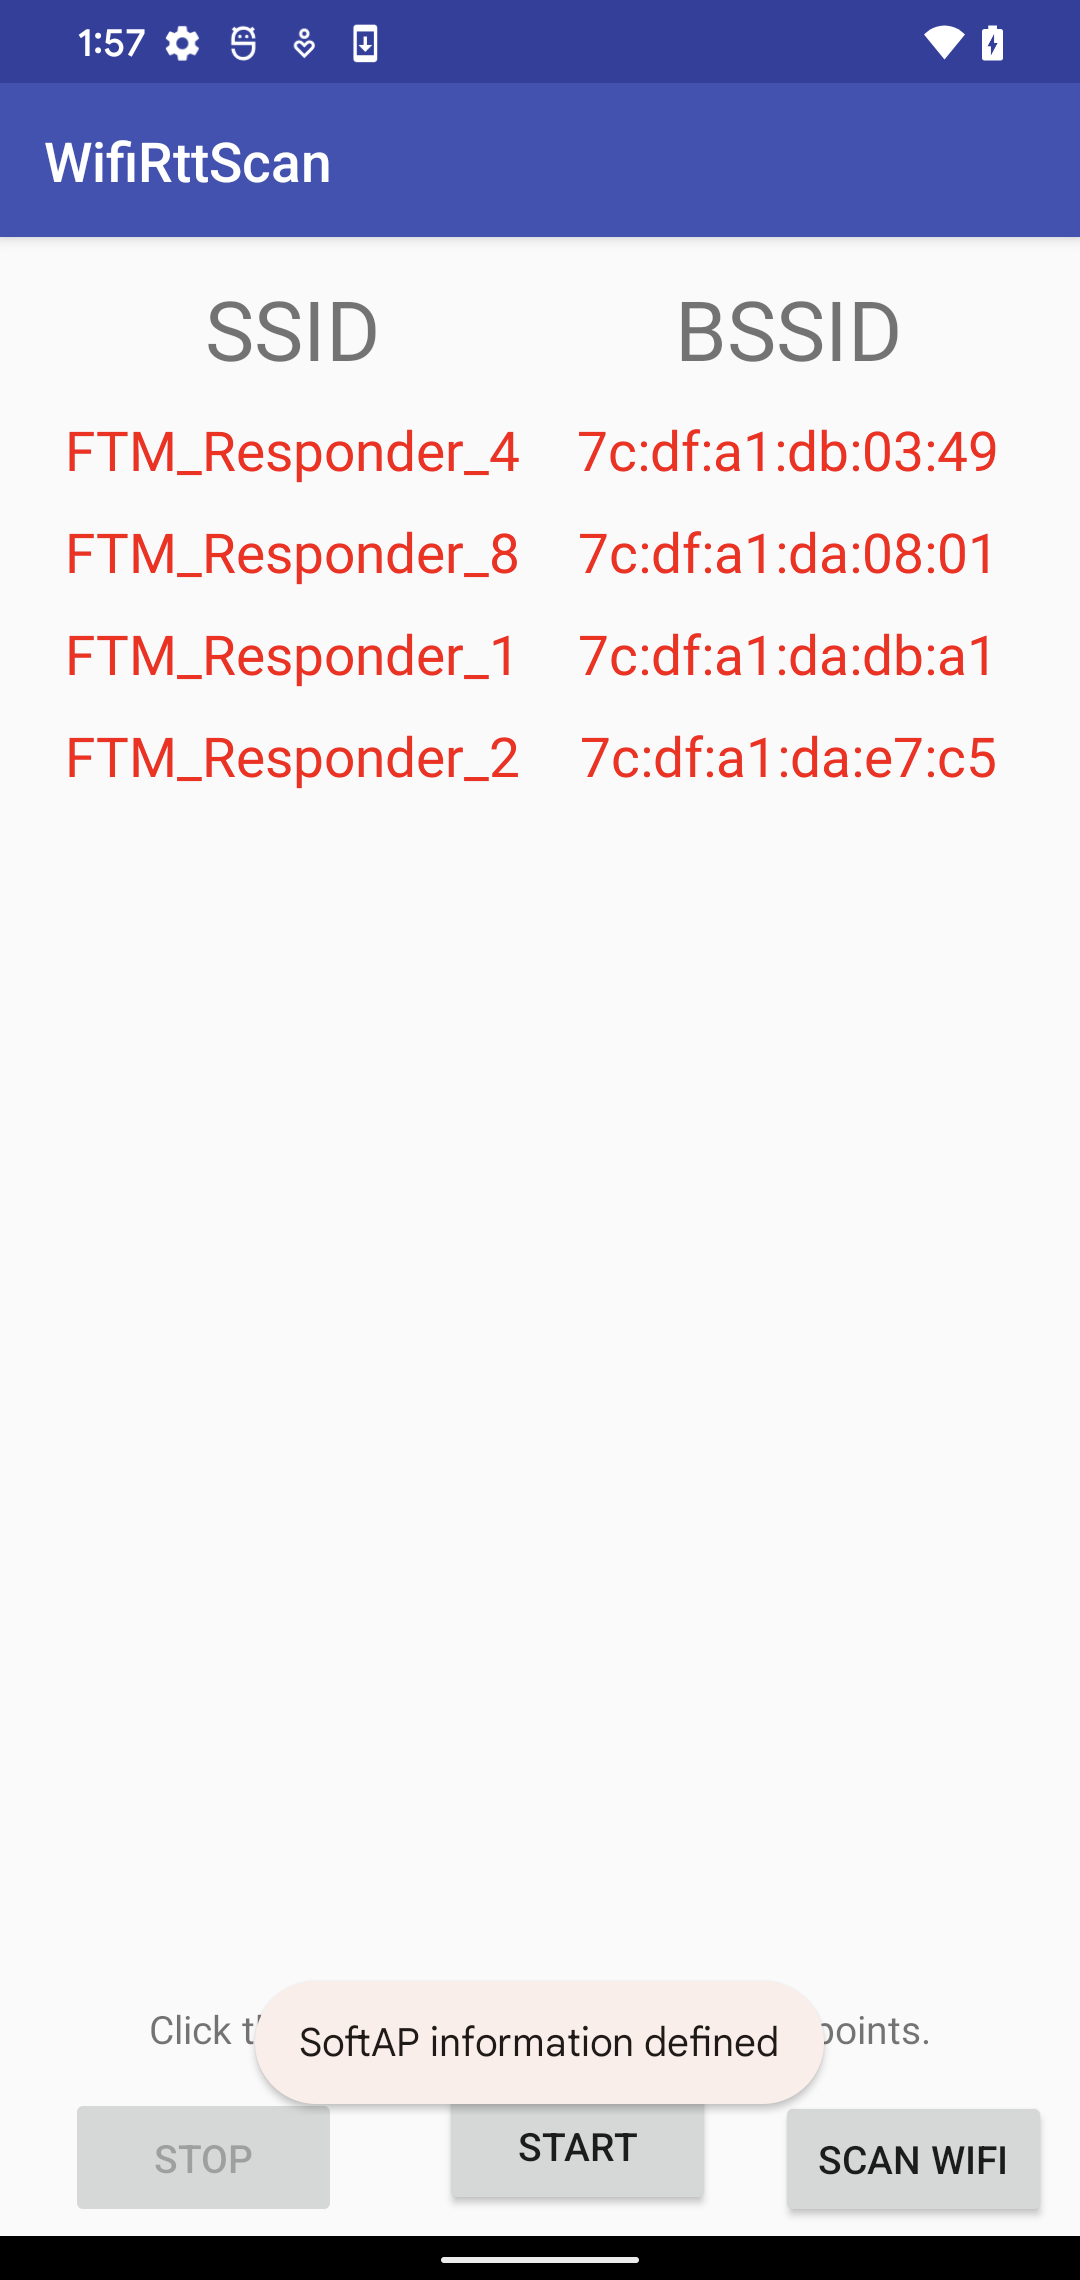 1:57
WifiRttScan
SSID BSSID
FTM_Responder_4 7c:df:a1:db:03:49
FTM_Responder_8 7c:df:a1:da:08:01
FTM_Responder_1 7c:df:a1:da:db:a1
FTM_Responder_2 7c:df:a1:da:e7:c5
Click
SoftAP information defined
STOP START SCAN WIFI